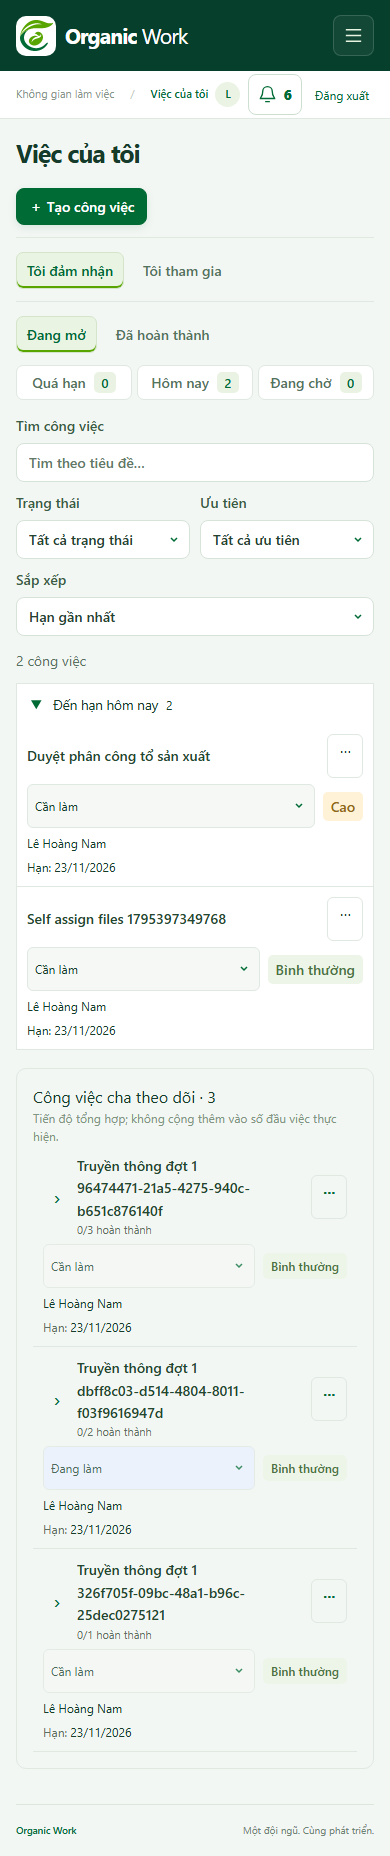 Organic Work
Không gian làm việc / Việc của tôi L 6 Đăng xuất
Việc của tôi
+ Tạo công việc
Tôi đảm nhận Tôi tham gia
Đang mở Đã hoàn thành
Quá hạn 0 Hôm nay 2 Đang chờ 0
Tìm công việc
Tìm theo tiêu đề...
Trạng thái Ưu tiên
Tất cả trạng thái Tất cả ưu tiên
Sắp xếp
Hạn gần nhất
2 công việc
▼ Đến hạn hôm nay 2
Duyệt phân công tổ sản xuất ...
Cần làm Cao
Lê Hoàng Nam
Hạn: 23/11/2026
Self assign files 1795397349768 ...
Cần làm Bình thường
Lê Hoàng Nam
Hạn: 23/11/2026
Công việc cha theo dõi · 3
Tiến độ tổng hợp; không cộng thêm vào số đầu việc thực
hiện.
Truyền thông đợt 1
96474471-21a5-4275-940c-
b651c876140f
...
0/3 hoàn thành
Cần làm Bình thường
Lê Hoàng Nam
Hạn: 23/11/2026
Truyền thông đợt 1
dbff8c03-d514-4804-8011-
f03f9616947d
...
0/2 hoàn thành
Đang làm Bình thường
Lê Hoàng Nam
Hạn: 23/11/2026
Truyền thông đợt 1
326f705f-09bc-48a1-b96c-
25dec0275121
...
0/1 hoàn thành
Cần làm Bình thường
Lê Hoàng Nam
Hạn: 23/11/2026
Organic Work Một đội ngũ. Cùng phát triển.